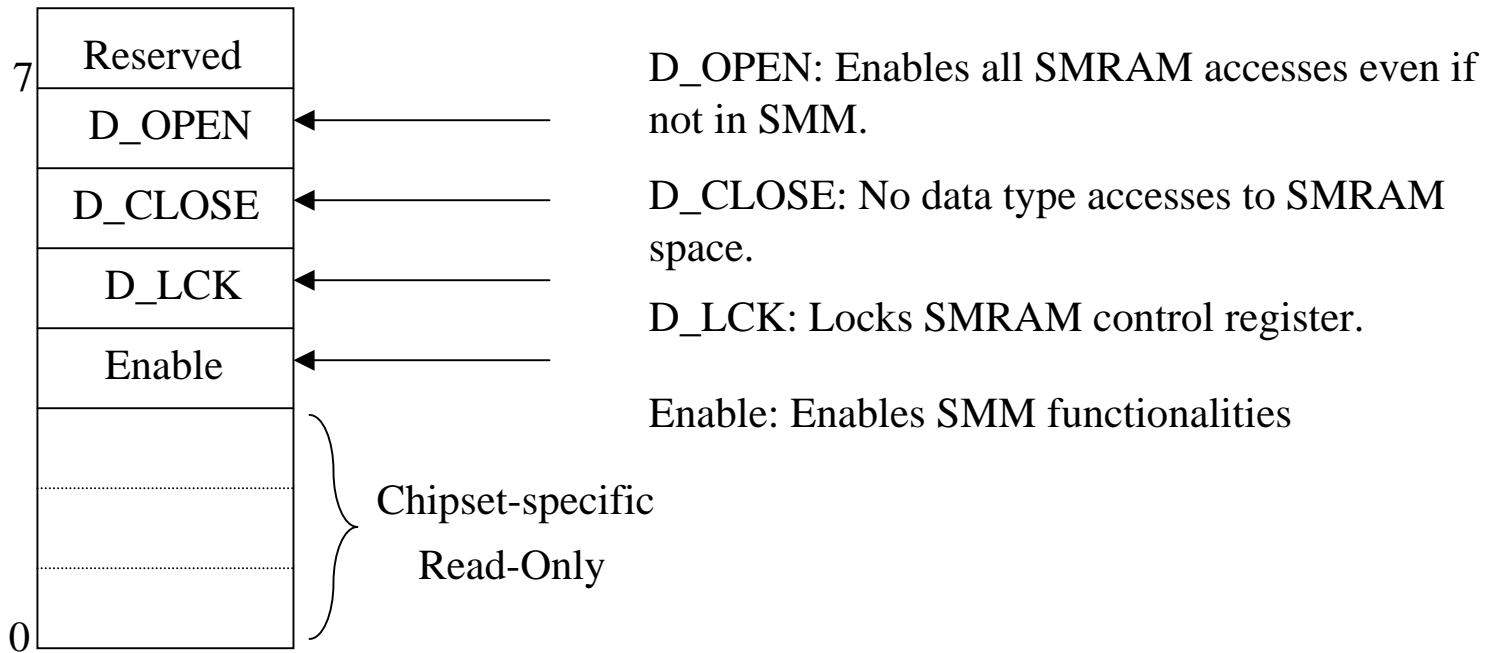 Reserved
7
D_OPEN
D_CLOSE
D_LCK
Enable
0
Chipset-specific
Read-Only
D_OPEN: Enables all SMRAM accesses even if
not in SMM.
D_CLOSE: No data type accesses to SMRAM
space.
D_LCK: Locks SMRAM control register.
Enable: Enables SMM functionalities